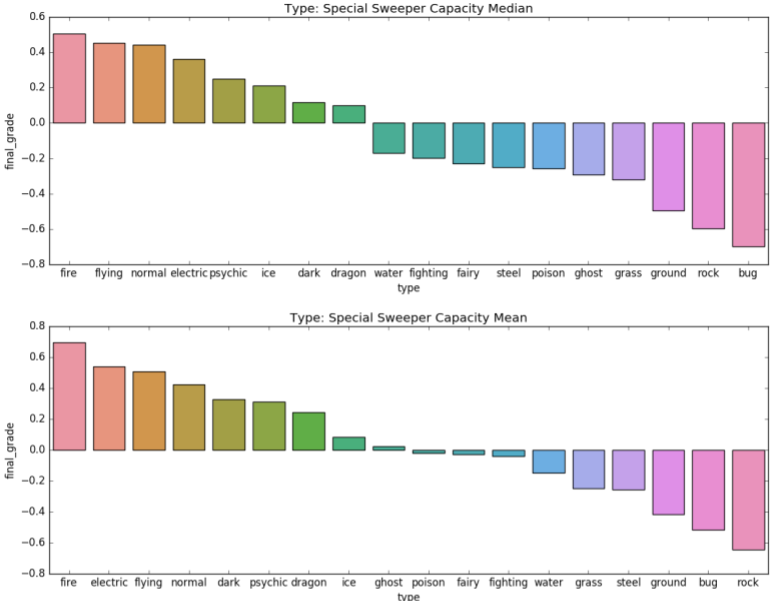 Type: Special Sweeper Capacity Median
0.6
0.4
0.2
0.0
−0.2
−0.4
−0.6
−0.8
final_grade
fire flying normal electric psychic ice dark dragon water fighting fairy steel poison ghost grass ground rock bug
type
Type: Special Sweeper Capacity Mean
0.8
0.6
0.4
0.2
0.0
−0.2
−0.4
−0.6
−0.8
final_grade
fire electric flying normal dark psychic dragon ice ghost poison fairy fighting water grass steel ground bug rock
type